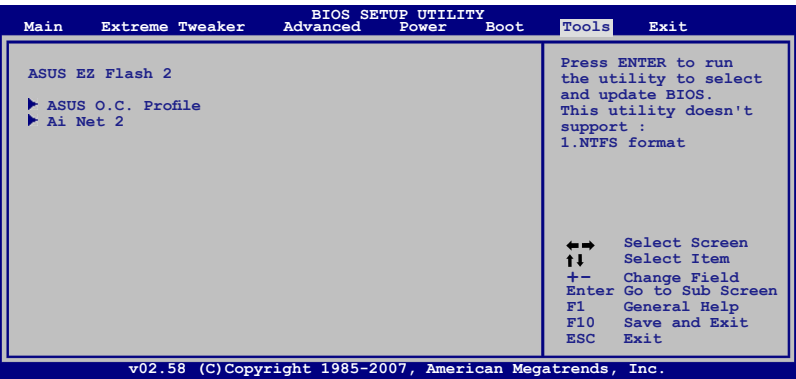 BIOS SETUP UTILITY
Main Extreme Tweaker Advanced Power Boot Tools Exit
ASUS EZ Flash 2
ASUS O.C. Profile
Ai Net 2
Press ENTER to run
the utility to select
and update BIOS.
This utility doesn't
support :
1.NTFS format
Select Screen
Select Item
+- Change Field
Enter Go to Sub Screen
F1 General Help
F10 Save and Exit
ESC Exit
v02.58 (C)Copyright 1985-2007, American Megatrends, Inc.